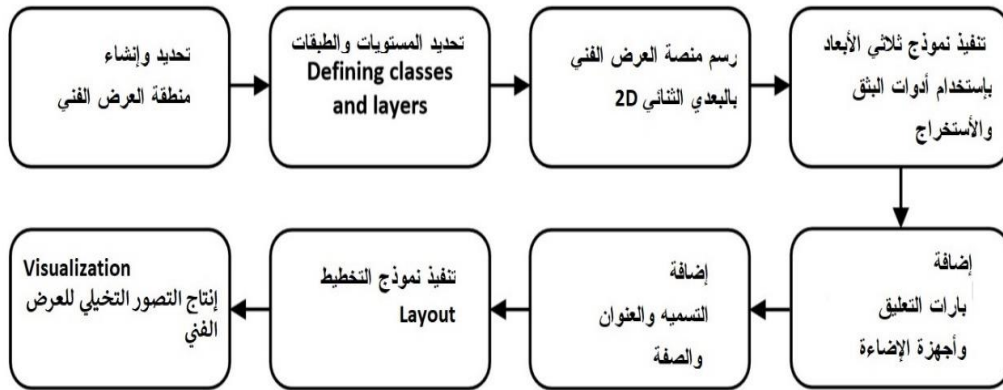 تحديد وإنشاء
منطقة العرض الفني
تحديد المستويات والطبقات
Defining classes
and layers
رسم منصة العرض الفني
بالبعدي الثنائي 2D
تنفيذ نموذج ثلاثي الأبعاد
بإستخدام أدوات البثق
والأستخراج
إضافة
بارات التعليق
وأجهزة الإضاءة
إضافة
التسميه والعنوان
والصفة
تنفيذ نموذج التخطيط
Layout
Visualization
إنتاج التصور التخيلي للعرض
الفني